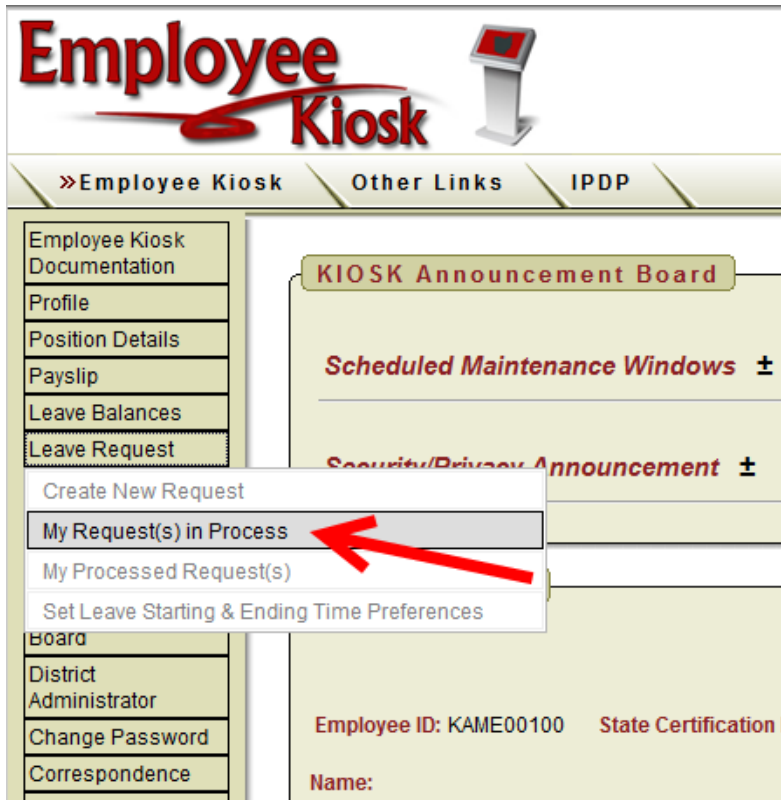 Employee
Kiosk
»Employee Kiosk
Other Links
IPDP
Employee Kiosk
Documentation
Profile
Position Details
Payslip
Leave Balances
Leave Request
Create New Request
My Request(s) in Process
My Processed Request(s)
Set Leave Starting & Ending Time Preferences
Board
District
Administrator
Change Password
Correspondence
KIOSK Announcement Board
Scheduled Maintenance Windows ±
Security/Privacy Announcement ±
Employee ID: KAME00100 State Certification
Name: